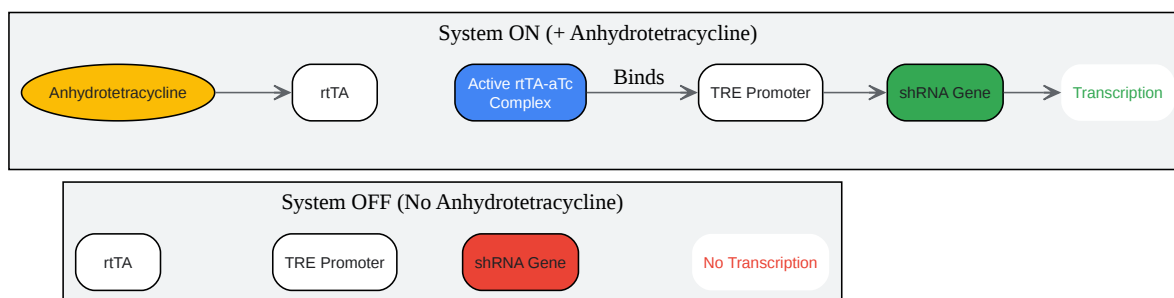 System ON (+ Anhydrotetracycline)
Anhydrotetracycline
rtTA
Active rtTA-aTc
Complex
Binds
TRE Promoter
shRNA Gene
Transcription
System OFF (No Anhydrotetracycline)
rtTA
TRE Promoter
shRNA Gene
No Transcription